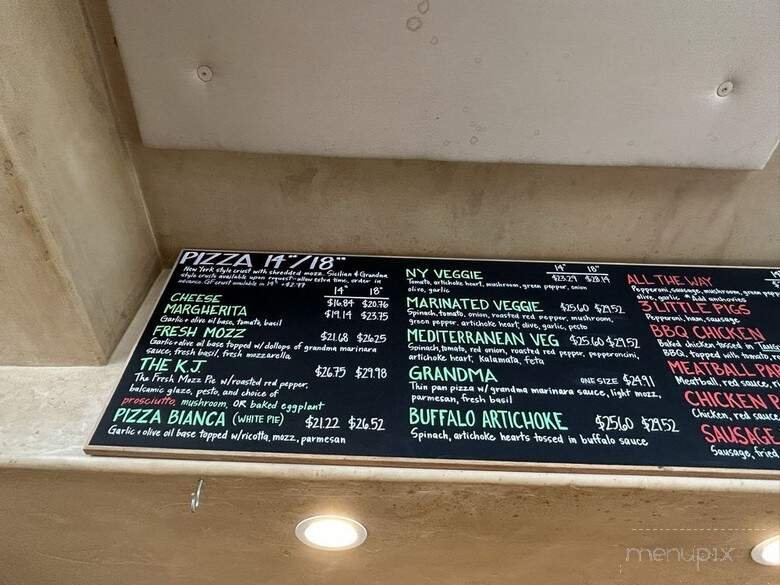 PIZZA 14"/18"
New York style crust with shredded mozz. Sicilian & Grandma
style crusts available upon request-allow extra time, order in
advance. GF crust available in 14" +$2.77
14" 18"
CHEESE $16.84 $20.76
MARGHERITA $19.14 $23.75
Garlic+olive oil base, tomato, basil
FRESH MOZZ $21.68 $26.25
Garlic+olive oil base topped w/dollops of grandma marinara
sauce, fresh basil, fresh mozzarella
THE K.J. $26.75 $29.98
The Fresh Mozz Pie w/roasted red pepper,
balcamic glaze, pesto, and choice of
prosciutto, mushroom, OR baked eggplant
PIZZA BIANCA (WHITE PIE) $21.22 $26.52
Garlic+olive oil base topped w/ricotta, mozz, parmesan
14" 18"
NY VEGGIE $23.29 $28.14
Tomato, artichoke heart, mushroom, green pepper, onion
olive, garlic
MARINATED VEGGIE $25.60 $29.52
Spinach, tomato, onion, roasted red pepper, mushroom,
green pepper, artichoke heart, olive, garlic, pesto
MEDITERRANEAN VEG $25.60 $29.52
Spinach, tomato, red onion, roasted red pepper, pepperoncini,
artichoke heart, Kalamata, feta
GRANDMA ONE SIZE $24.91
Thin pan pizza w/grandma marinara sauce, light mozz,
parmesan, fresh basil
BUFFALO ARTICHOKE $25.60 $29.52
Spinach, artichoke hearts tossed in buffalo sauce
ALL THE WAY
Pepperoni, sausage, mushroom, green
olive, garlic * Add anchovies
3 LITTLE PIGS
Pepperoni, ham, sausage
BBQ CHICKEN
Baked chicken tossed in
BBQ, topped with tomato,
MEATBALL
Meatball, red sauce,
CHICKEN
Chicken, red sauce
SAUSAGE
Sausage, fried
menupix